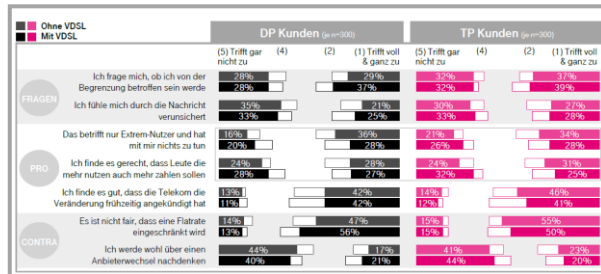 Ohne VDSL
Mit VDSL
DP Kunden (je n=300)
TP Kunden (je n=300)
(5) Trifft gar nicht zu (4) (2) (1) Trifft voll & ganz zu
(5) Trifft gar nicht zu (4) (2) (1) Trifft voll & ganz zu
FRAGEN
Ich frage mich, ob ich von der
Begrenzung betroffen sein werde
28% 29% 32% 37%
28% 37% 32% 39%
Ich fühle mich durch die Nachricht
verunsichert
35% 21% 30% 27%
33% 25% 33% 28%
PRO
Das betrifft nur Extrem-Nutzer und hat
mit mir nichts zu tun
16% 36% 21% 34%
20% 28% 26% 28%
Ich finde es gerecht, dass Leute die
mehr nutzen auch mehr zahlen sollen
24% 28% 24% 31%
28% 27% 32% 25%
Ich finde es gut, dass die Telekom die
Veränderung frühzeitig angekündigt hat
13% 42% 14% 46%
11% 42% 12% 41%
CONTRA
Es ist nicht fair, dass eine Flatrate
eingeschränkt wird
14% 47% 15% 55%
13% 56% 15% 50%
Ich werde wohl über einen
Anbieterwechsel nachdenken
44% 17% 41% 23%
40% 21% 44% 20%